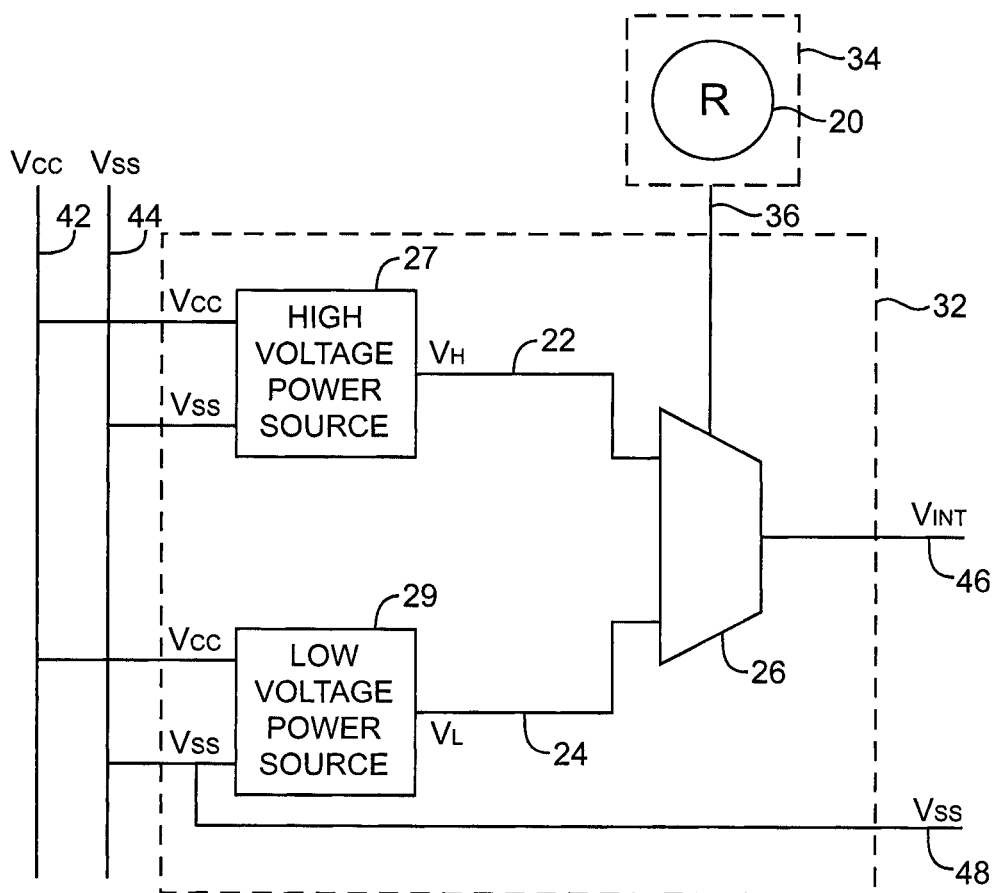 R
34
20
VCC
VSS
42
44
36
27
32
VCC
HIGH
VOLTAGE
POWER
SOURCE
VH
22
VSS
VINT
46
29
VCC
LOW
VOLTAGE
POWER
SOURCE
26
VSS
VL
24
VSS
48